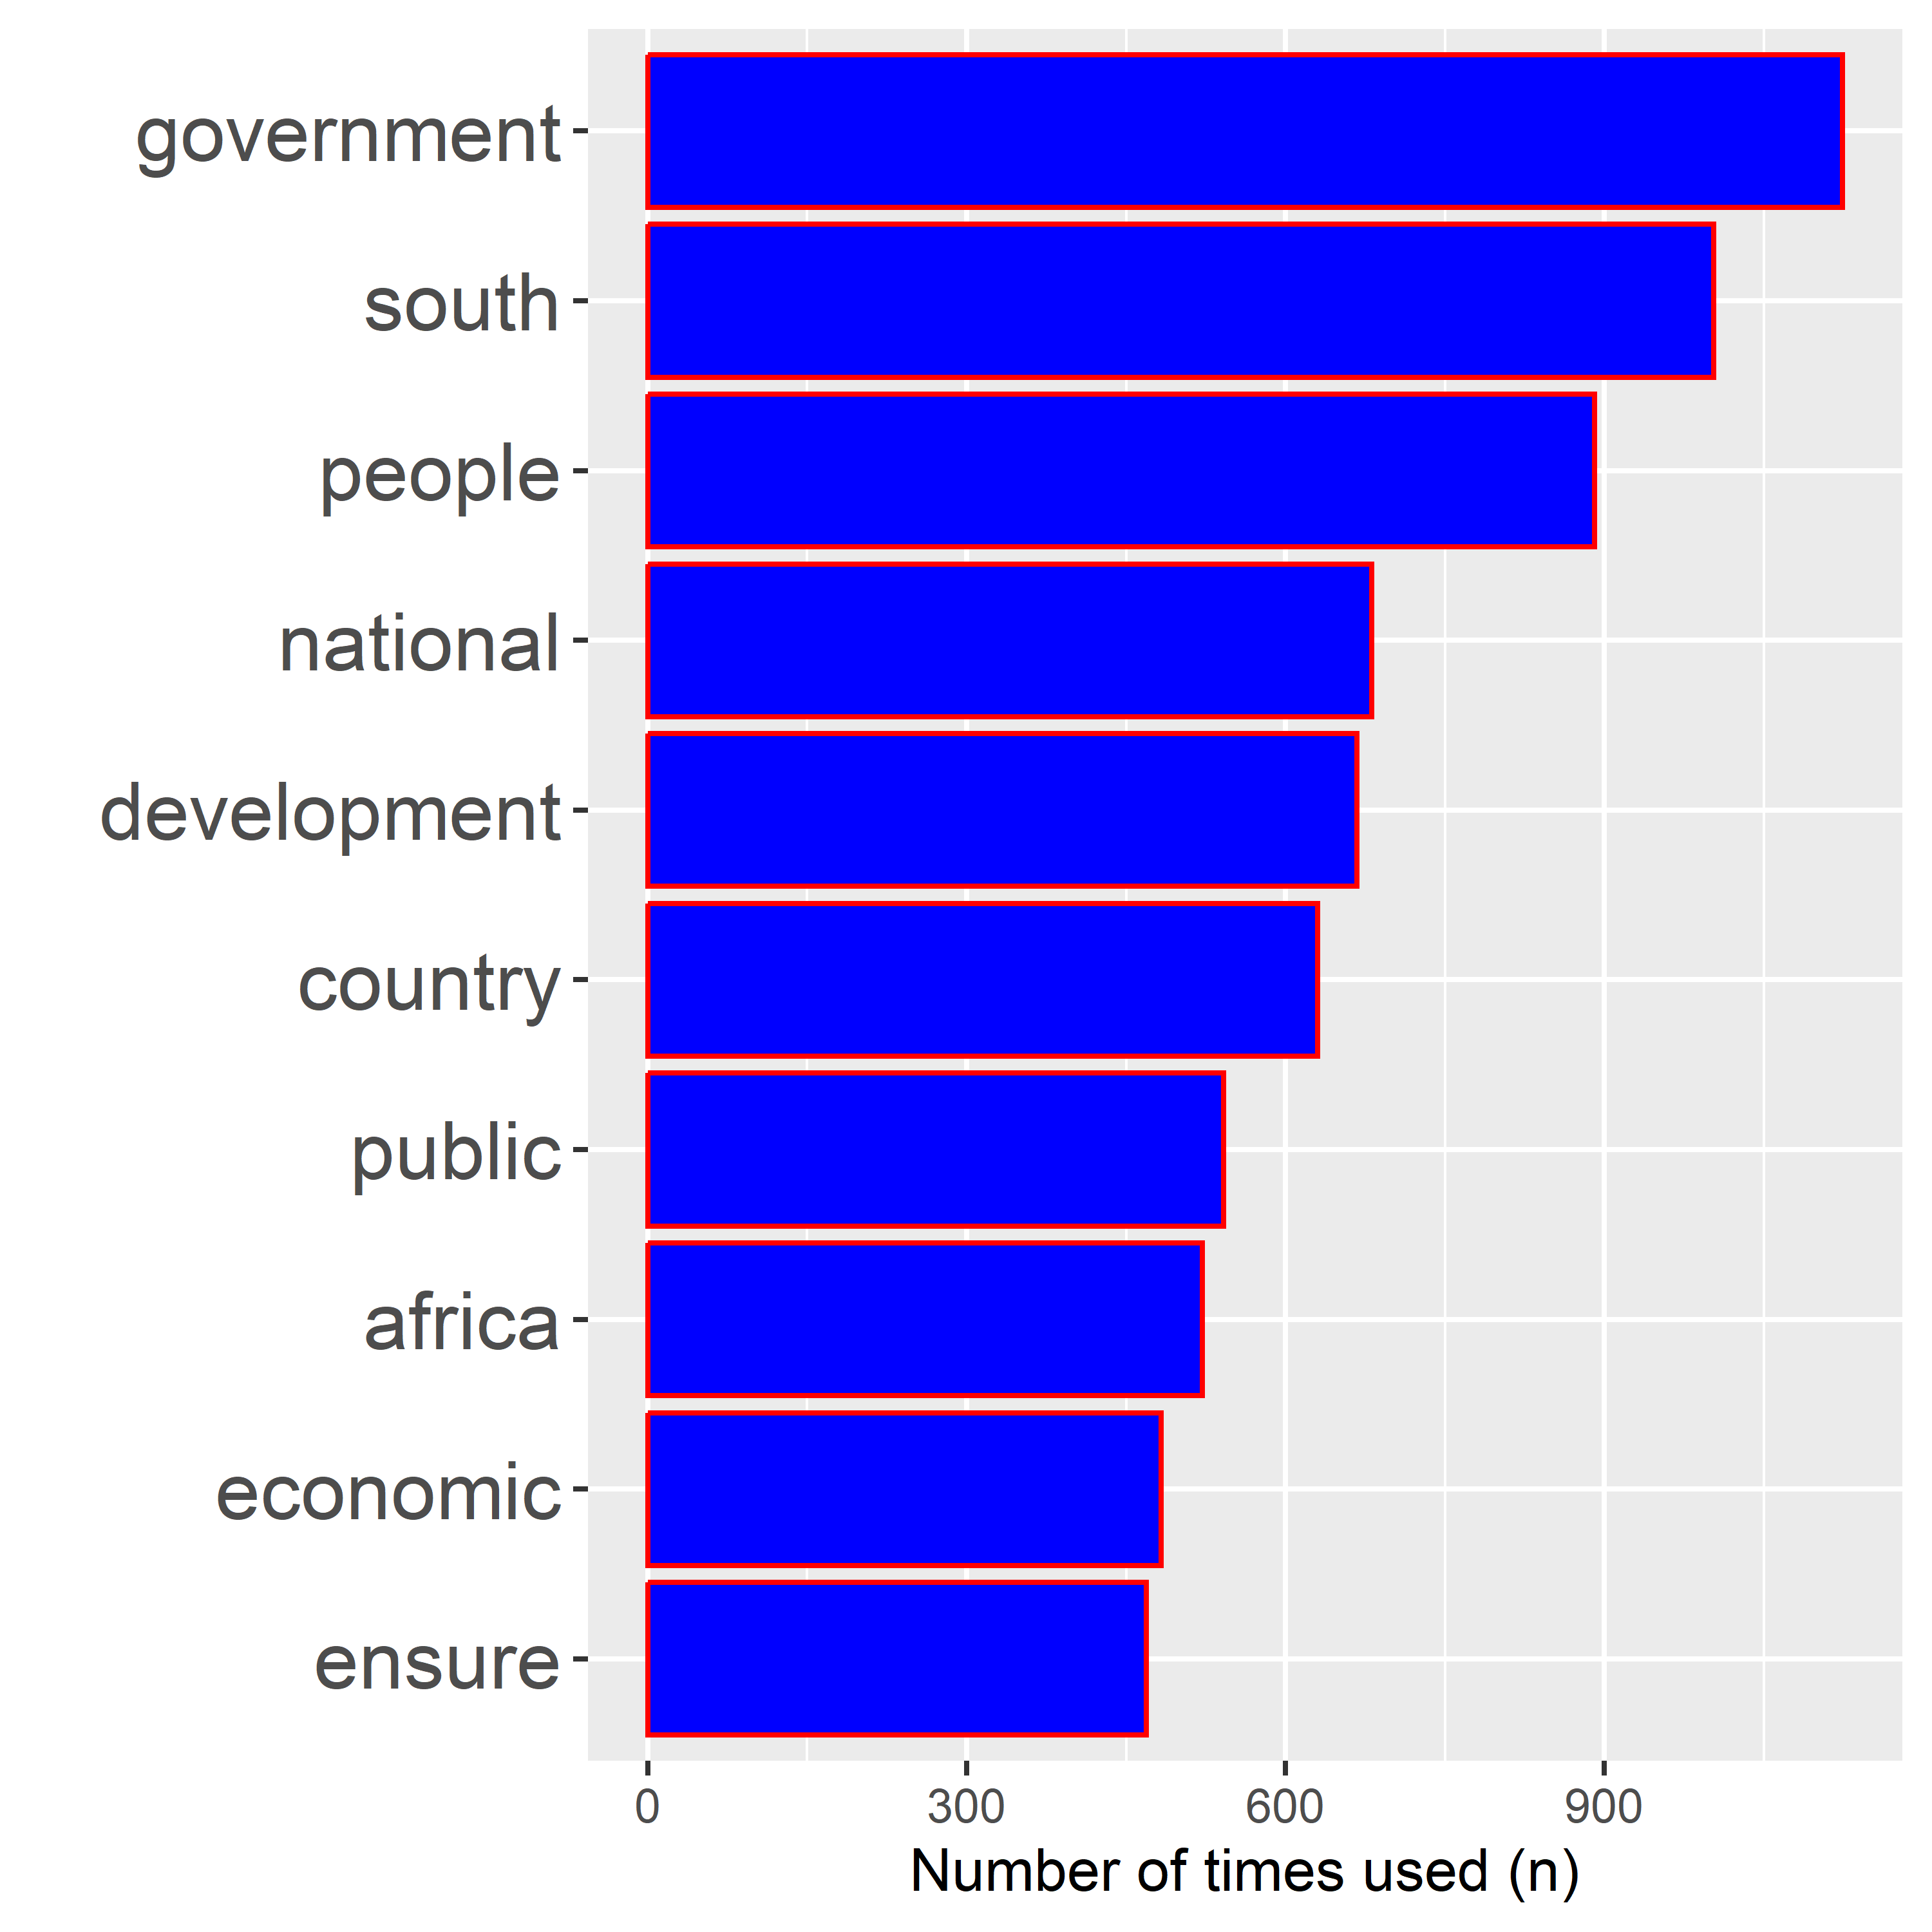 government
south
people
national
development
country
public
africa
economic
ensure
0 300 600 900
Number of times used (n)